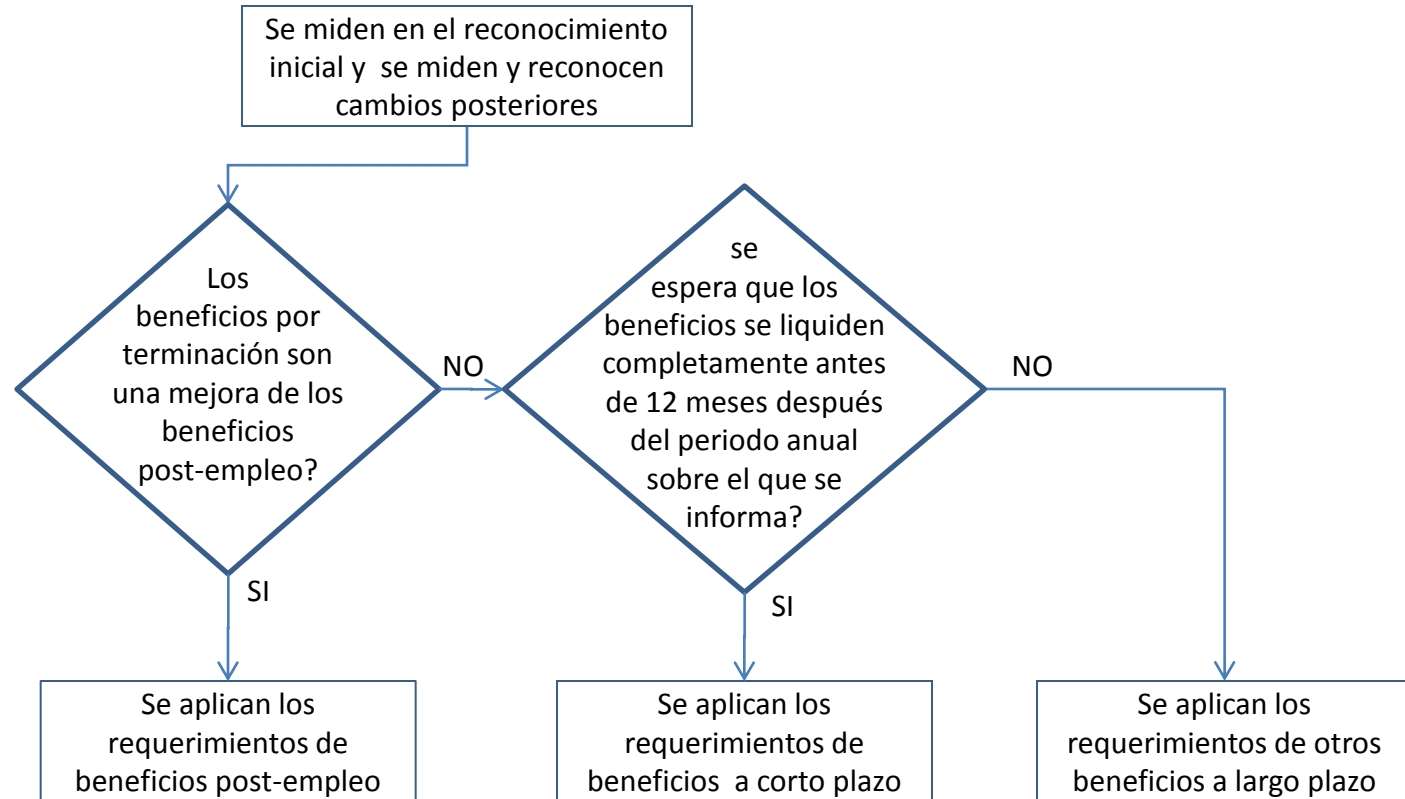 Se miden en el reconocimiento
inicial y se miden y reconocen
cambios posteriores
Los
beneficios por
terminación son
una mejora de los
beneficios
post-empleo?
NO
se
espera que los
beneficios se liquiden
completamente antes
de 12 meses después
del periodo anual
sobre el que se
informa?
NO
SI
SI
Se aplican los
requerimientos de
beneficios post-empleo
Se aplican los
requerimientos de
beneficios a corto plazo
Se aplican los
requerimientos de otros
beneficios a largo plazo